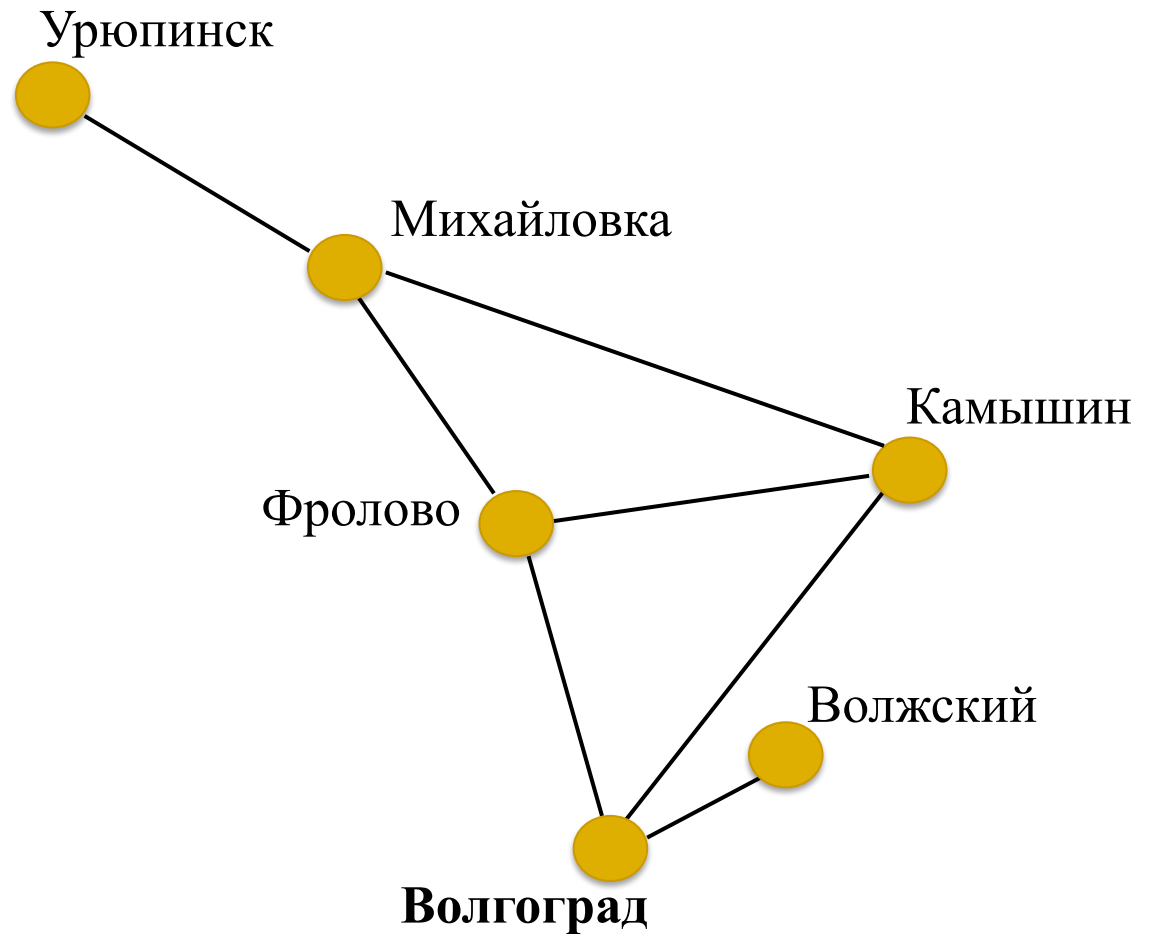 Урюпинск
Михайловка
Камышин
Фролово
Волжский
Волгоград